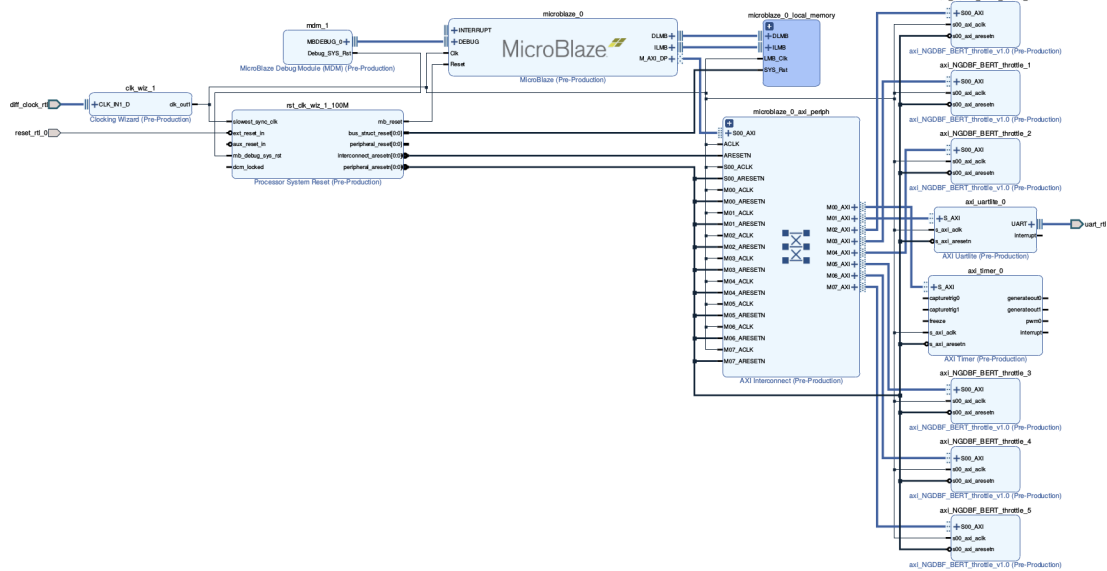 mdm_1
MBDEBUG_0
Debug_SYS_Rst
MicroBlaze Debug Module (MDM) (Pre-Production)
microblaze_0
INTERRUPT
DEBUG
Clk
Reset
MicroBlaze
DLMB
ILMB
M_AXI_DP
MicroBlaze (Pre-Production)
microblaze_0_local_memory
DLMB
ILMB
LMB_Clk
SYS_Rst
diff_clock_rtl
reset_rtl_0
clk_wiz_1
CLK_IN1_D
clk_out1
Clocking Wizard (Pre-Production)
rst_clk_wiz_1_100M
slowest_sync_clk
ext_reset_in
aux_reset_in
mb_debug_sys_rst
dcm_locked
mb_reset
bus_struct_reset[0:0]
peripheral_reset[0:0]
interconnect_aresetn[0:0]
peripheral_aresetn[0:0]
Processor System Reset (Pre-Production)
microblaze_0_axi_periph
S00_AXI
ACLK
ARESETN
S00_ACLK
S00_ARESETN
M00_ACLK
M00_ARESETN
M01_ACLK
M01_ARESETN
M02_ACLK
M02_ARESETN
M03_ACLK
M03_ARESETN
M04_ACLK
M04_ARESETN
M05_ACLK
M05_ARESETN
M06_ACLK
M06_ARESETN
M07_ACLK
M07_ARESETN
M00_AXI
M01_AXI
M02_AXI
M03_AXI
M04_AXI
M05_AXI
M06_AXI
M07_AXI
AXI Interconnect (Pre-Production)
S00_AXI
s00_axi_aclk
s00_axi_aresetn
axi_NGDBF_BERT_throttle_v1.0 (Pre-Production)
axi_NGDBF_BERT_throttle_1
S00_AXI
s00_axi_aclk
s00_axi_aresetn
axi_NGDBF_BERT_throttle_v1.0 (Pre-Production)
axi_NGDBF_BERT_throttle_2
S00_AXI
s00_axi_aclk
s00_axi_aresetn
axi_NGDBF_BERT_throttle_v1.0 (Pre-Production)
axi_uartlite_0
S_AXI
s_axi_aclk
s_axi_aresetn
UART
interrupt
AXI Uartlite (Pre-Production)
uart_rtl
axi_timer_0
S_AXI
capturetrig0
capturetrig1
freeze
s_axi_aclk
s_axi_aresetn
generateout0
generateout1
pwm0
interrupt
AXI Timer (Pre-Production)
axi_NGDBF_BERT_throttle_3
S00_AXI
s00_axi_aclk
s00_axi_aresetn
axi_NGDBF_BERT_throttle_v1.0 (Pre-Production)
axi_NGDBF_BERT_throttle_4
S00_AXI
s00_axi_aclk
s00_axi_aresetn
axi_NGDBF_BERT_throttle_v1.0 (Pre-Production)
axi_NGDBF_BERT_throttle_5
S00_AXI
s00_axi_aclk
s00_axi_aresetn
axi_NGDBF_BERT_throttle_v1.0 (Pre-Production)